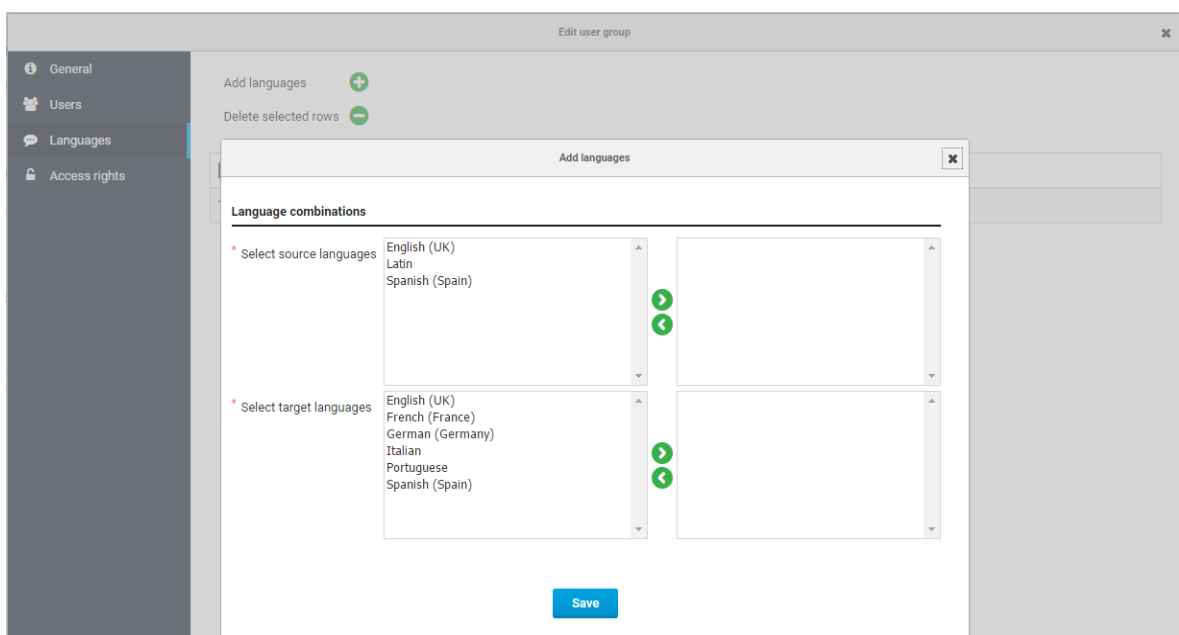 Edit user group
General
Users
Languages
Access rights
Add languages
Delete selected rows
Add languages
Language combinations
* Select source languages
English (UK)
Latin
Spanish (Spain)
* Select target languages
English (UK)
French (France)
German (Germany)
Italian
Portuguese
Spanish (Spain)
Save